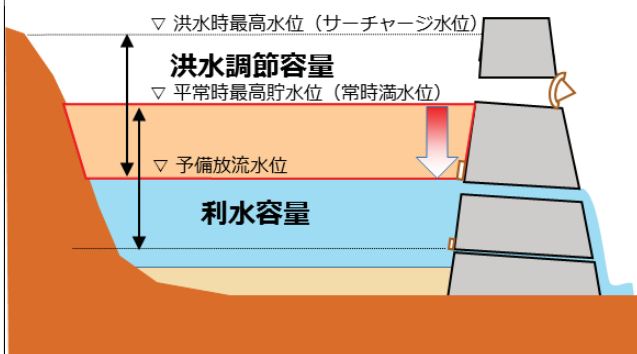 ▽ 洪水時最高水位（サーチャージ水位）
洪水調節容量
▽ 平常時最高貯水位（常時満水位）
▽ 予備放流水位
利水容量